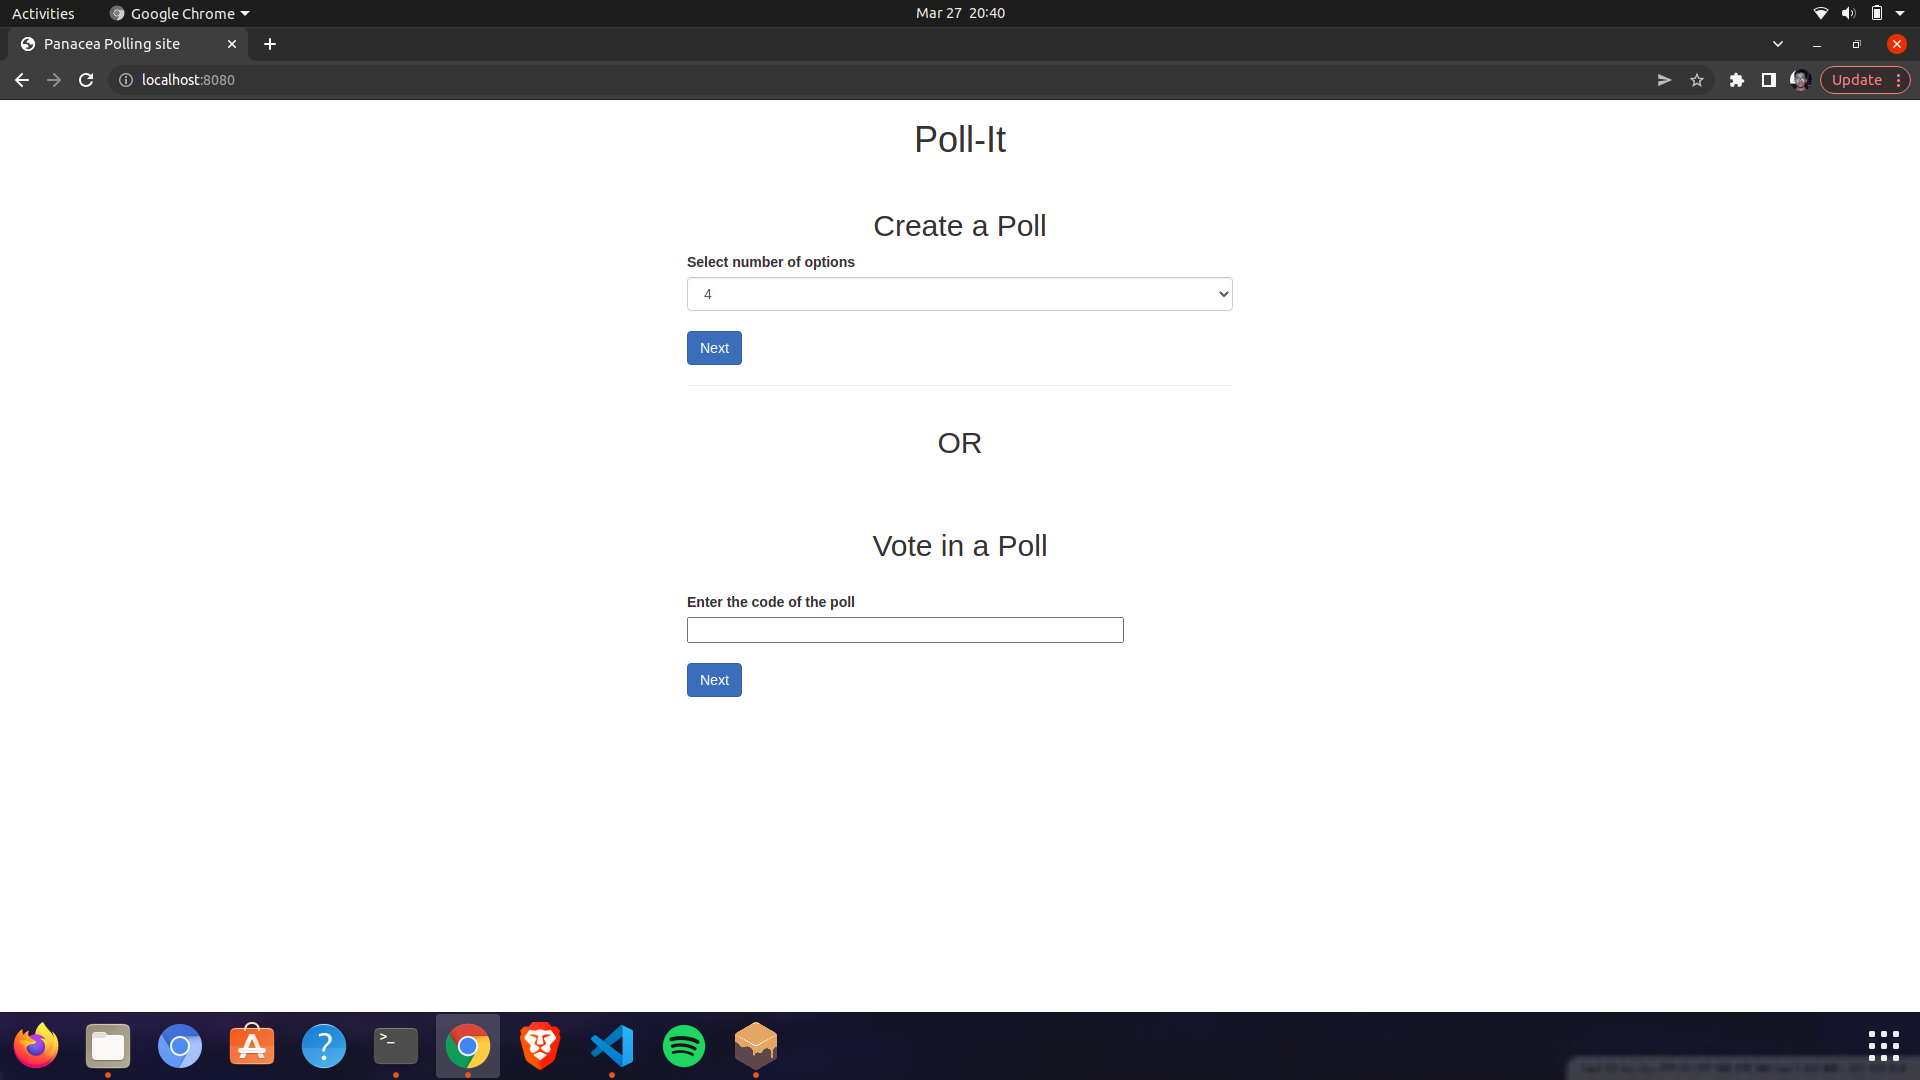 Activities
Google Chrome
Mar 27 20:40
Panacea Polling site
localhost:8080
Update
Poll-It
Create a Poll
Select number of options
4
Next
OR
Vote in a Poll
Enter the code of the poll
Next